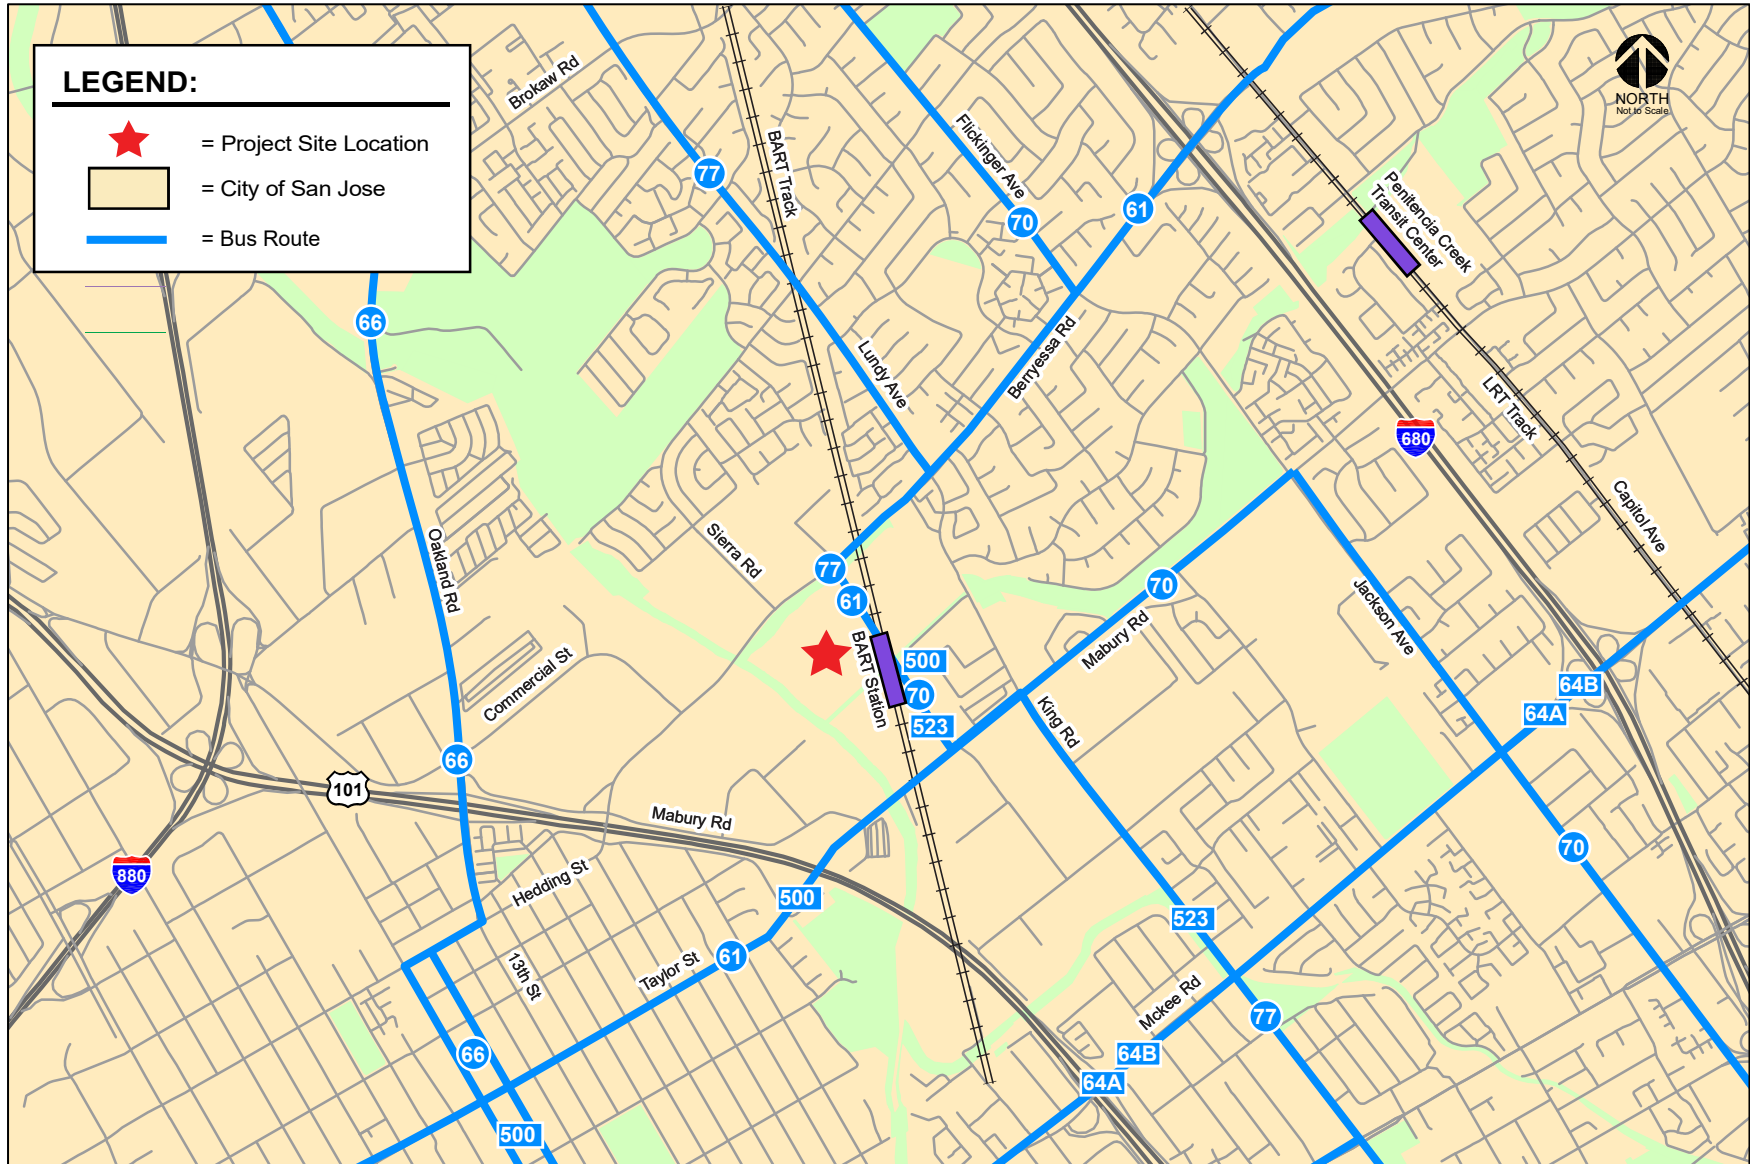 LEGEND:
= Project Site Location
= City of San Jose
= Bus Route
NORTH
Not to Scale
Brokaw Rd
BART Track
77
Flickinger Ave
70
61
Penitencia Creek
Transit Center
66
Lundy Ave
Berryessa Rd
LRT Track
680
Capitol Ave
Oakland Rd
Sierra Rd
77
61
70
Jackson Ave
Mabury Rd
BART Station
500
70
523
Commercial St
King Rd
64B
64A
66
101
Mabury Rd
880
Hedding St
500
70
523
13th St
Taylor St
61
Mckee Rd
77
66
64B
64A
500